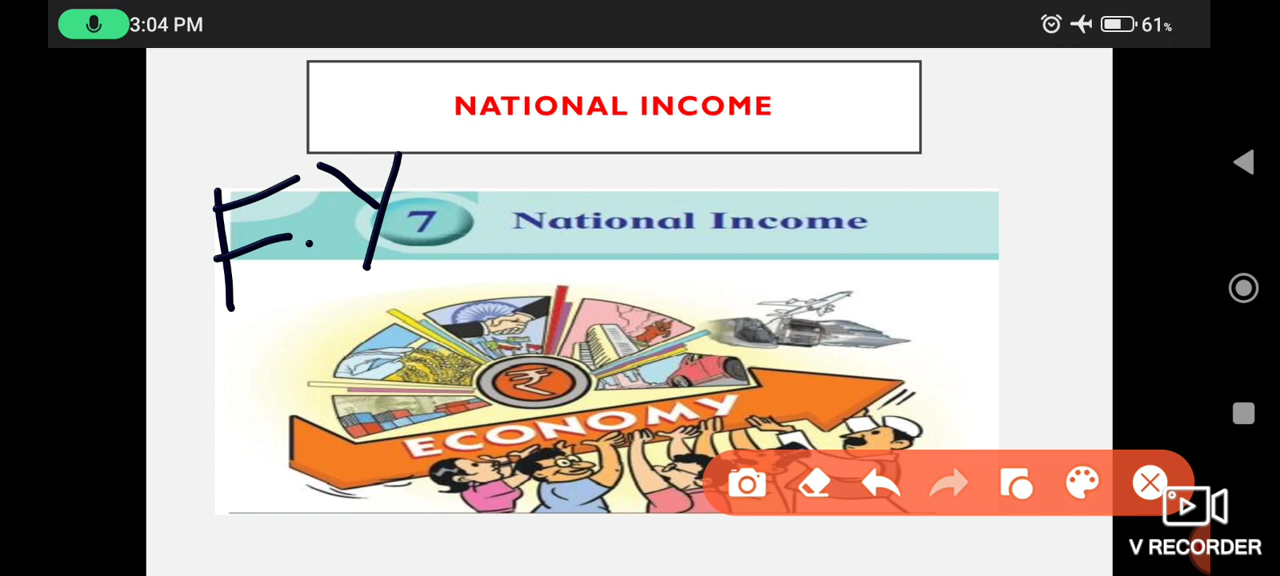 3:04 PM
61%
NATIONAL INCOME
F.Y
7 National Income
₹
ECONOMY
V RECORDER